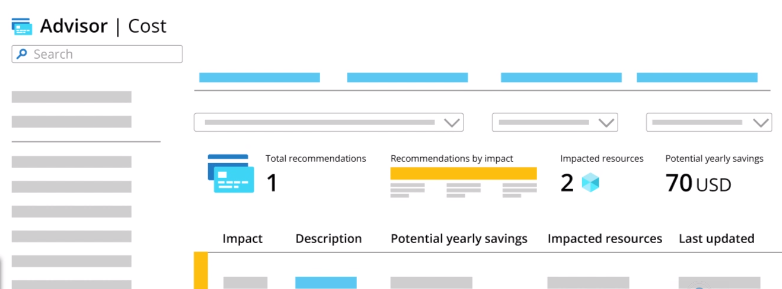 Advisor | Cost
Search
Total recommendations
1
Recommendations by impact
Impacted resources
2
Potential yearly savings
70 USD
Impact Description Potential yearly savings Impacted resources Last updated